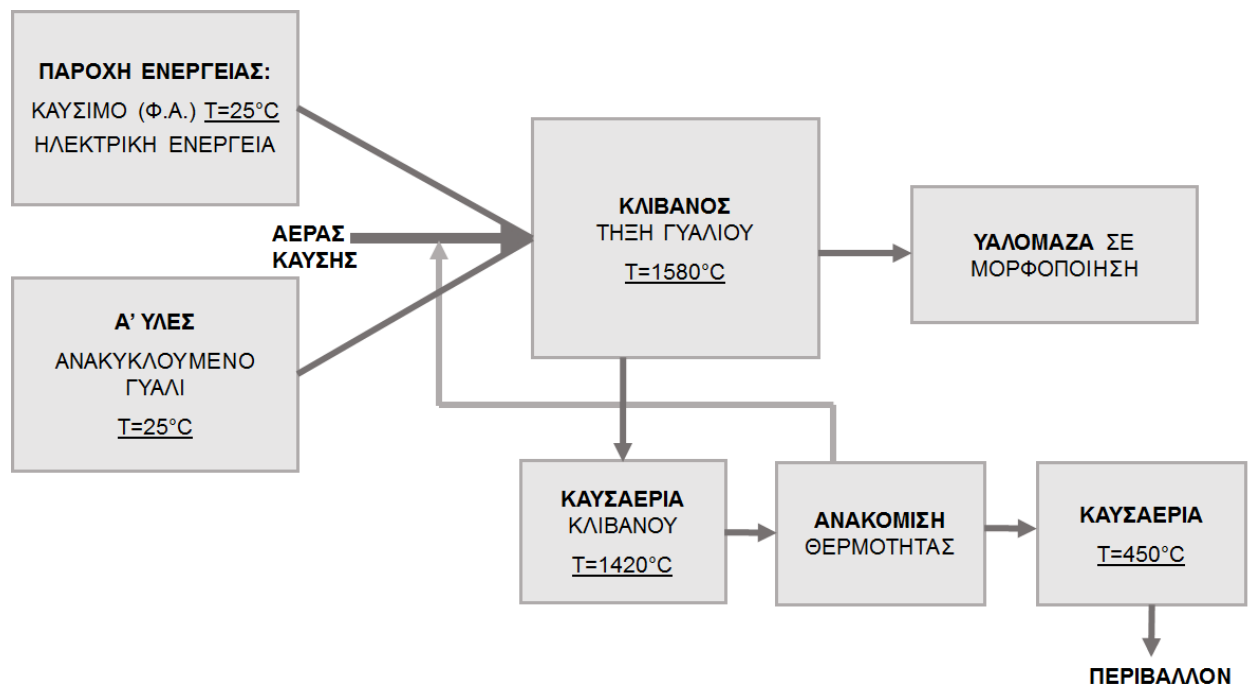 ΠΑΡΟΧΗ ΕΝΕΡΓΕΙΑΣ:
ΚΑΥΣΙΜΟ (Φ.Α.) T=25°C
ΗΛΕΚΤΡΙΚΗ ΕΝΕΡΓΕΙΑ
ΑΕΡΑΣ
ΚΑΥΣΗΣ
Α’ ΥΛΕΣ
ΑΝΑΚΥΚΛΟΥΜΕΝΟ
ΓΥΑΛΙ
T=25°C
ΚΛΙΒΑΝΟΣ
ΤΗΞΗ ΓΥΑΛΙΟΥ
T=1580°C
ΥΑΛΟΜΑΖΑ ΣΕ
ΜΟΡΦΟΠΟΙΗΣΗ
ΚΑΥΣΑΕΡΙΑ
ΚΛΙΒΑΝΟΥ
T=1420°C
ΑΝΑΚΟΜΙΣΗ
ΘΕΡΜΟΤΗΤΑΣ
ΚΑΥΣΑΕΡΙΑ
T=450°C
ΠΕΡΙΒΑΛΛΟΝ